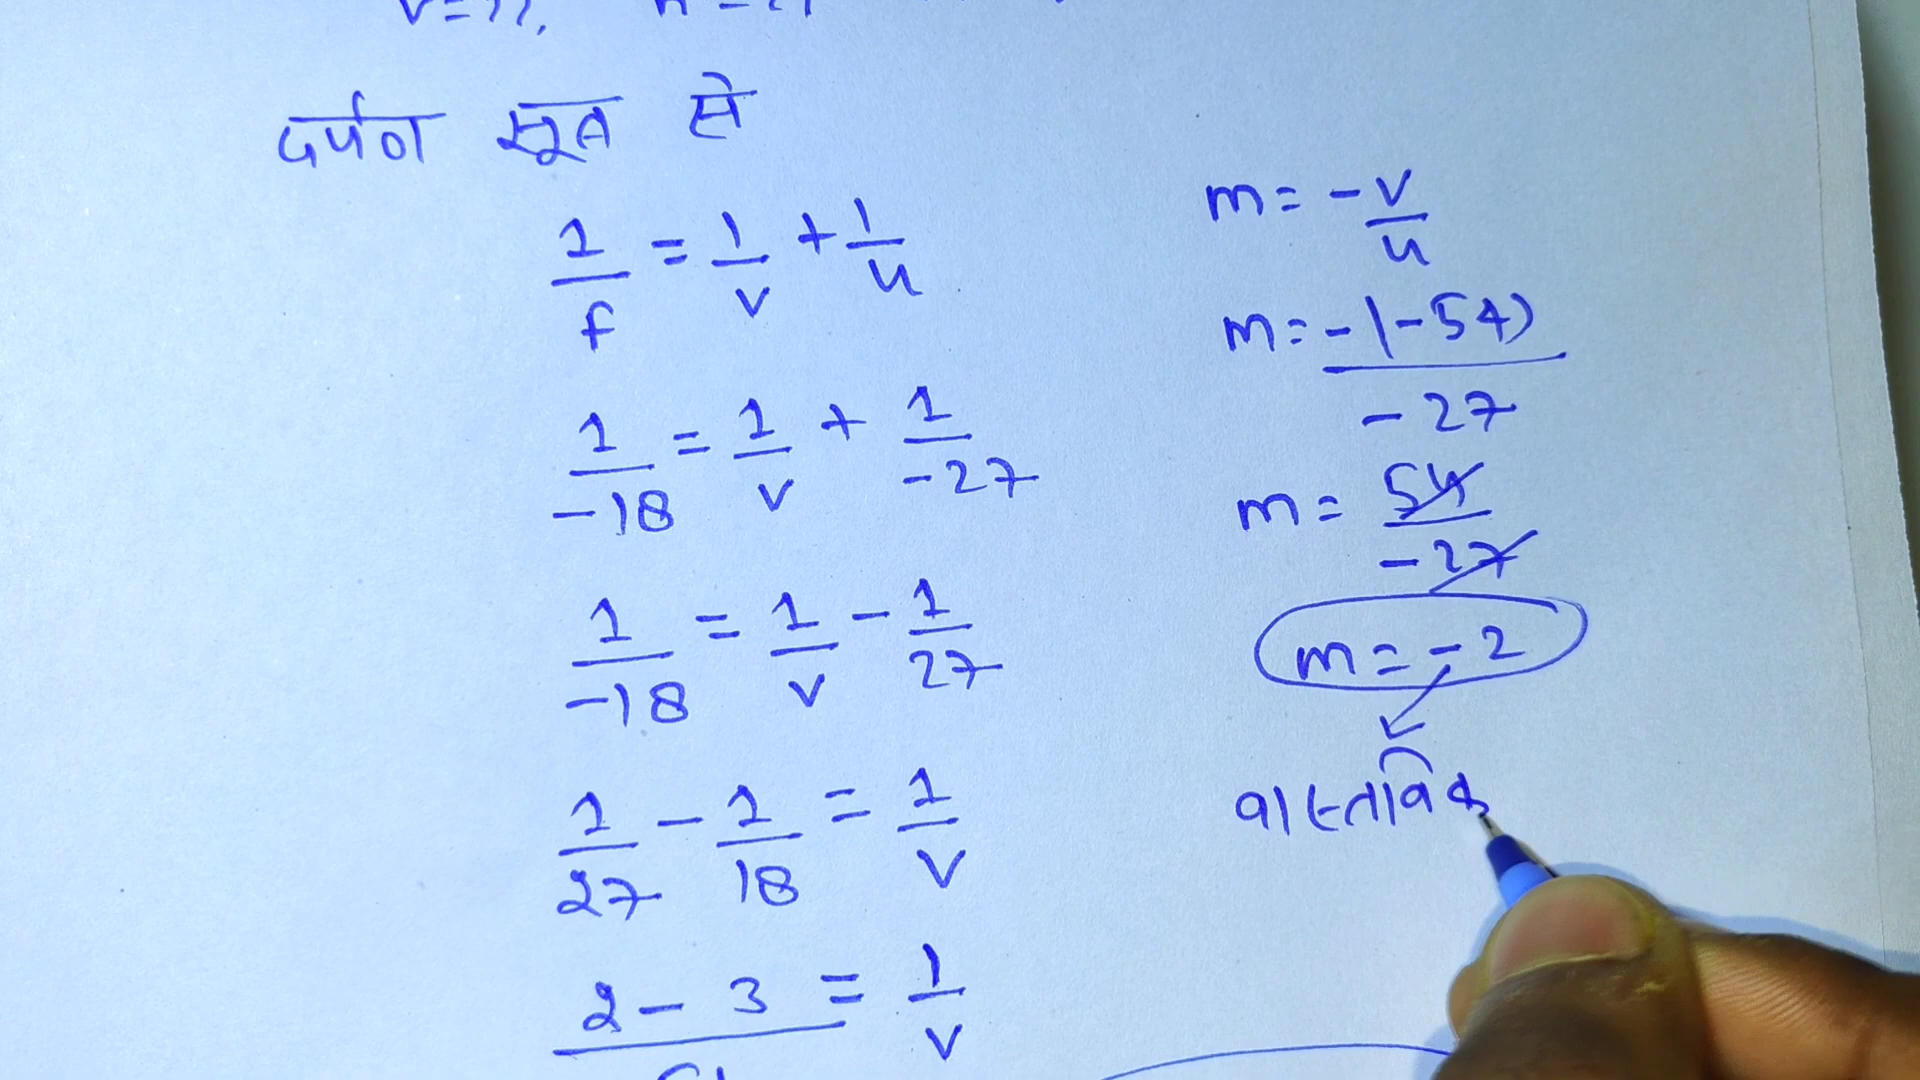 दर्पण सूत्र से
1/f = 1/v + 1/u
1/-18 = 1/v + 1/-27
1/-18 = 1/v - 1/27
1/27 - 1/18 = 1/v
2 - 3 = 1/v
m = -v/u
m = -(-54)/-27
m = 54/-27
m = -2
वास्तविक